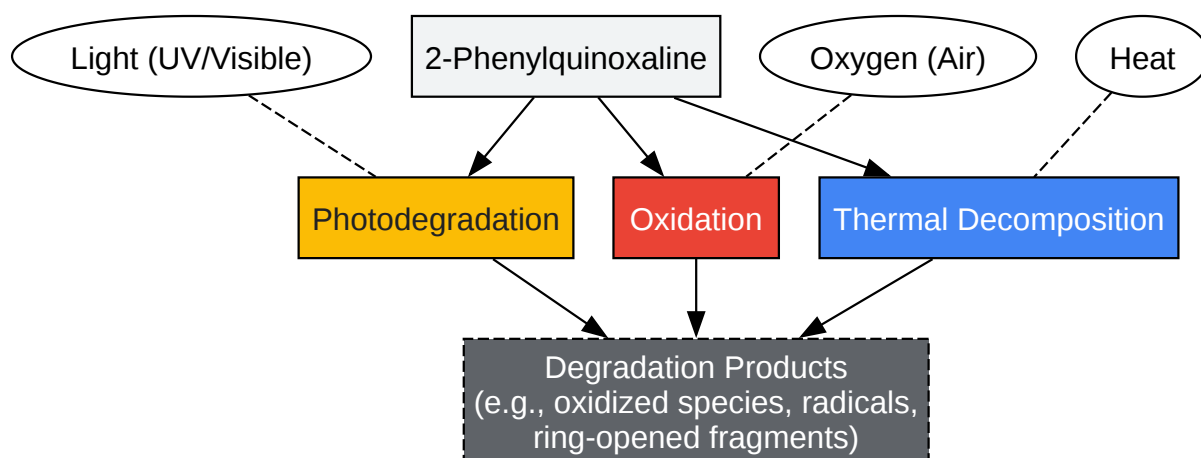 Light (UV/Visible)
2-Phenylquinoxaline
Oxygen (Air)
Heat
Photodegradation
Oxidation
Thermal Decomposition
Degradation Products
(e.g., oxidized species, radicals,
ring-opened fragments)